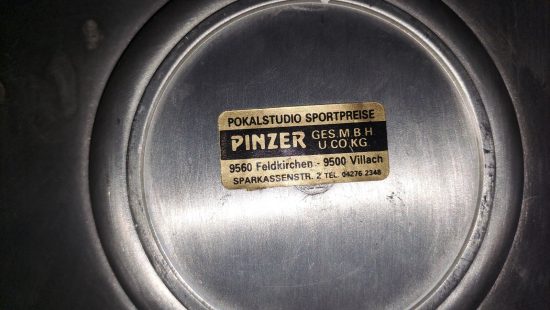 POKALSTUDIO SPORTPREISE
PINZER GES.M.B H
U.CO.KG
9560 Feldkirchen - 9500 Villach
SPARKASSENSTR. 2 TEL. 04276 2348